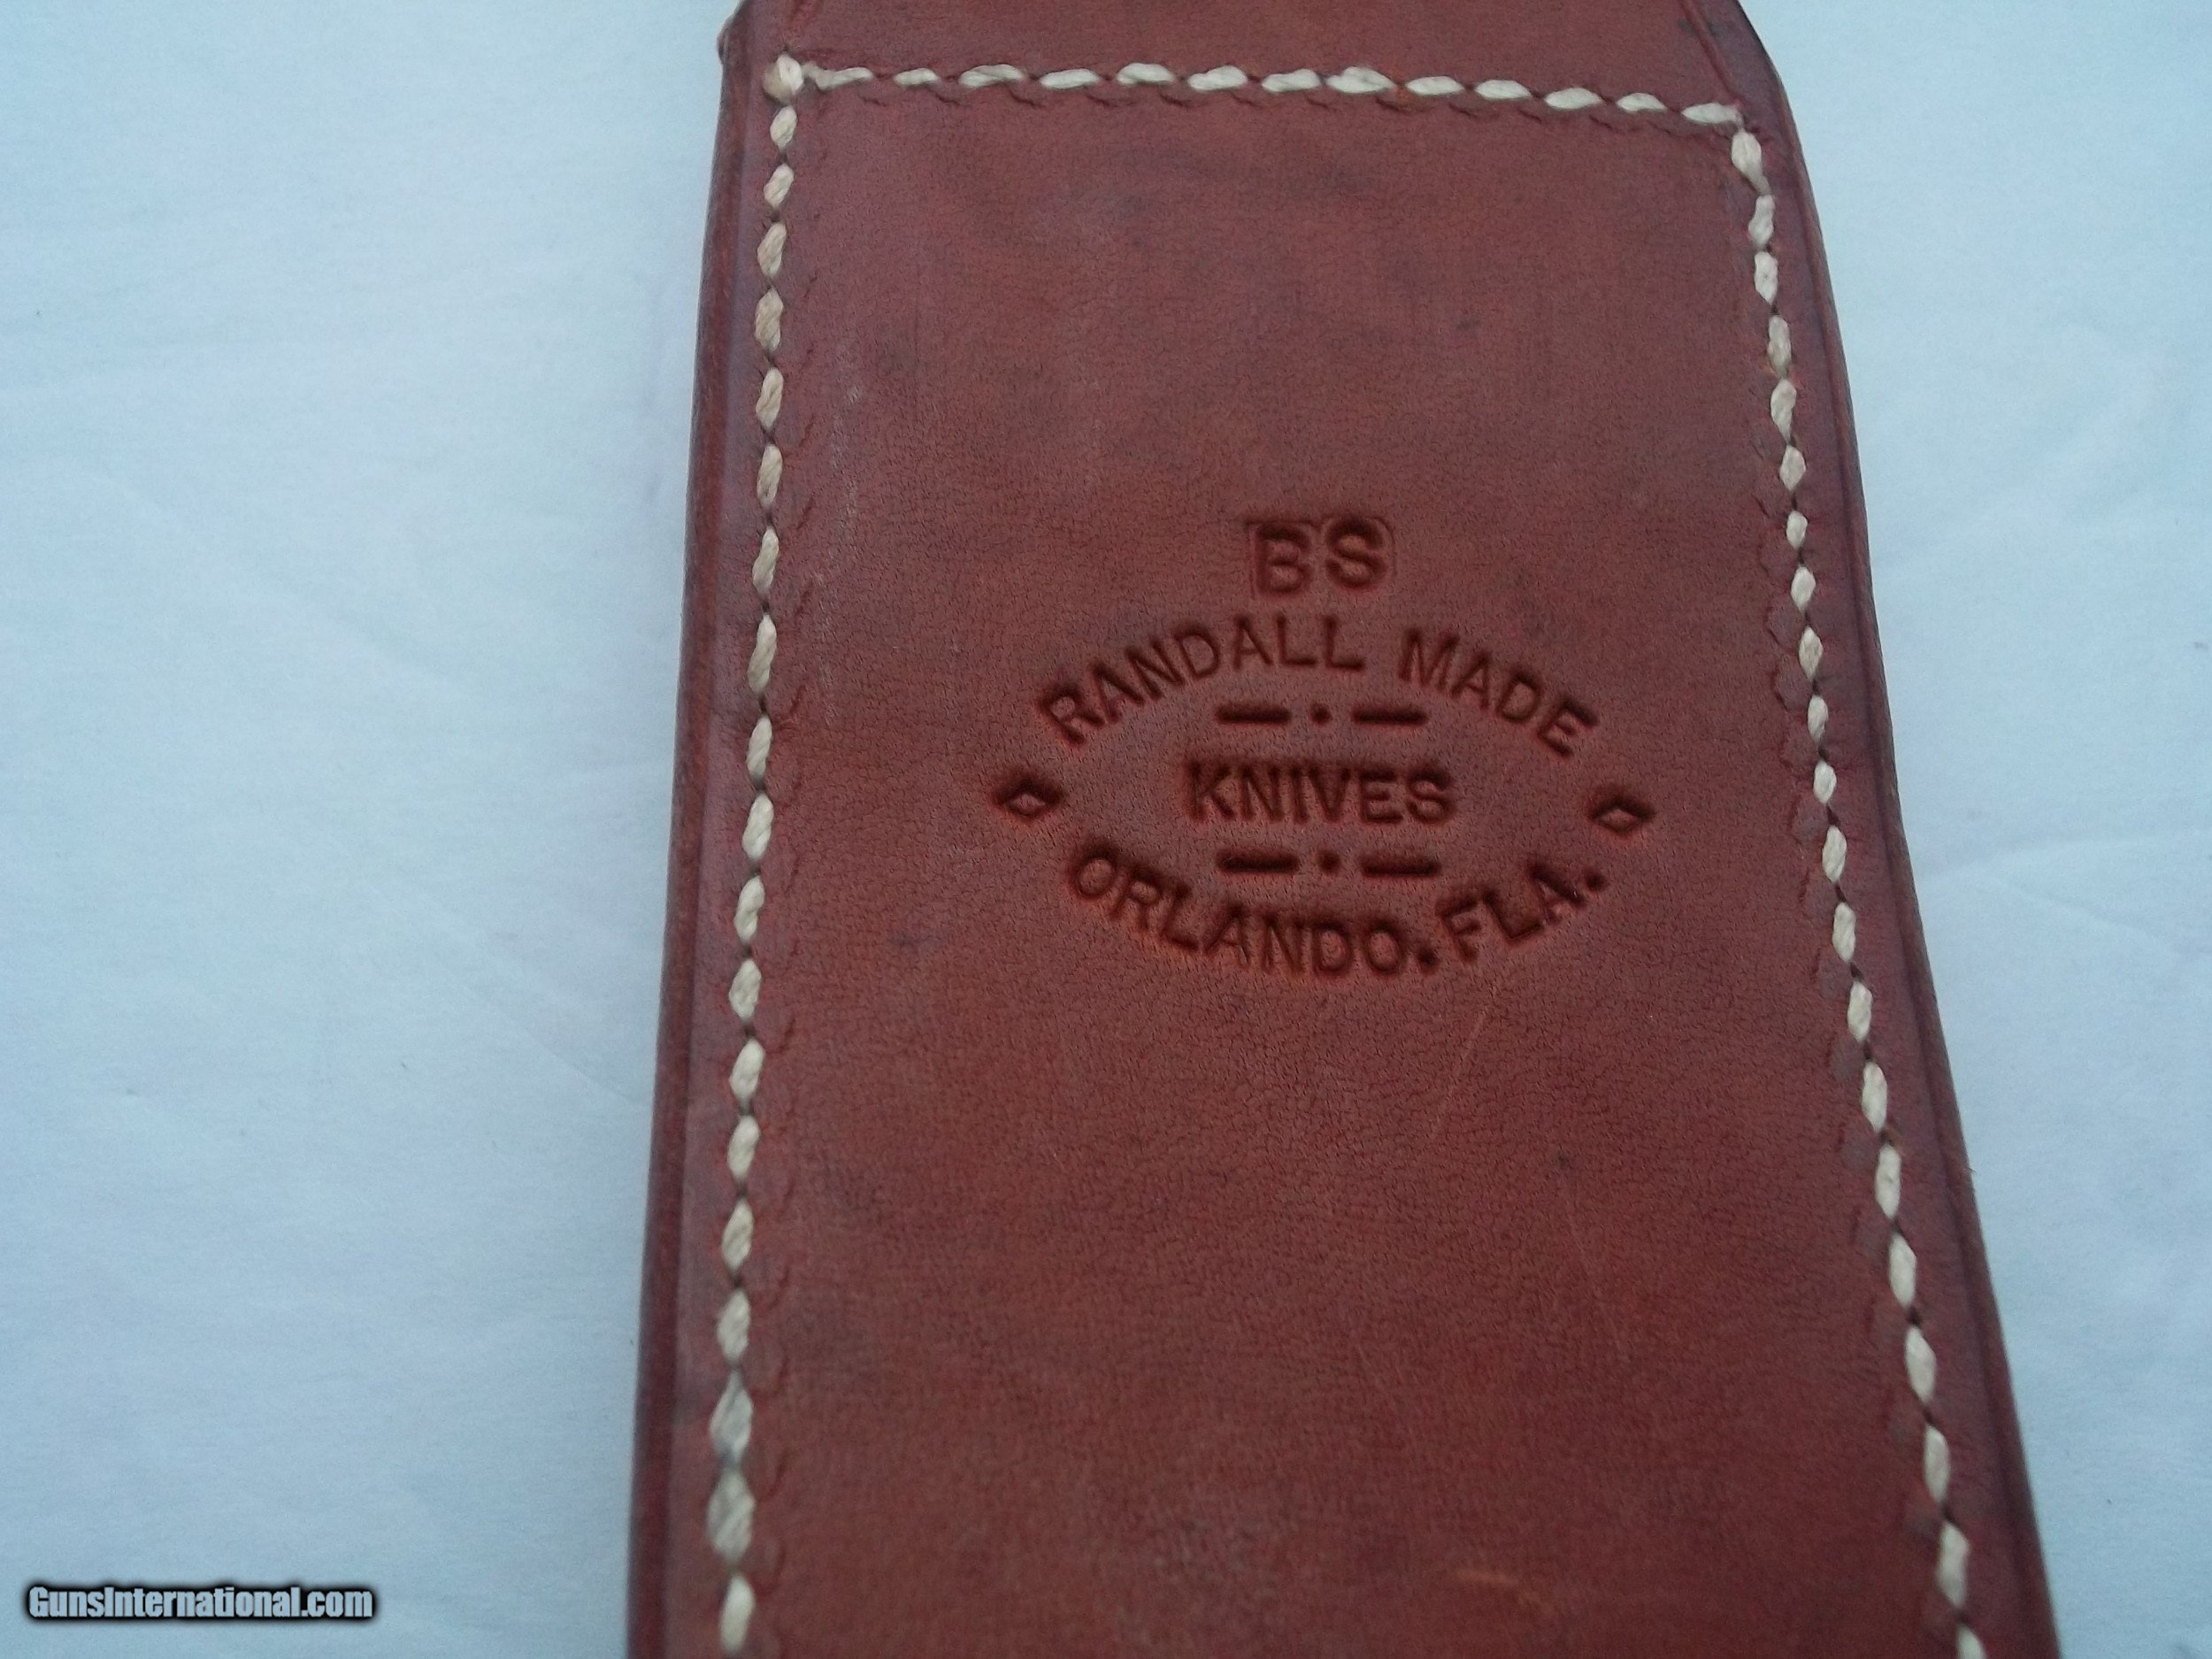 BS
RANDALL MADE
KNIVES
ORLANDO. FLA.
GunsInternational.com